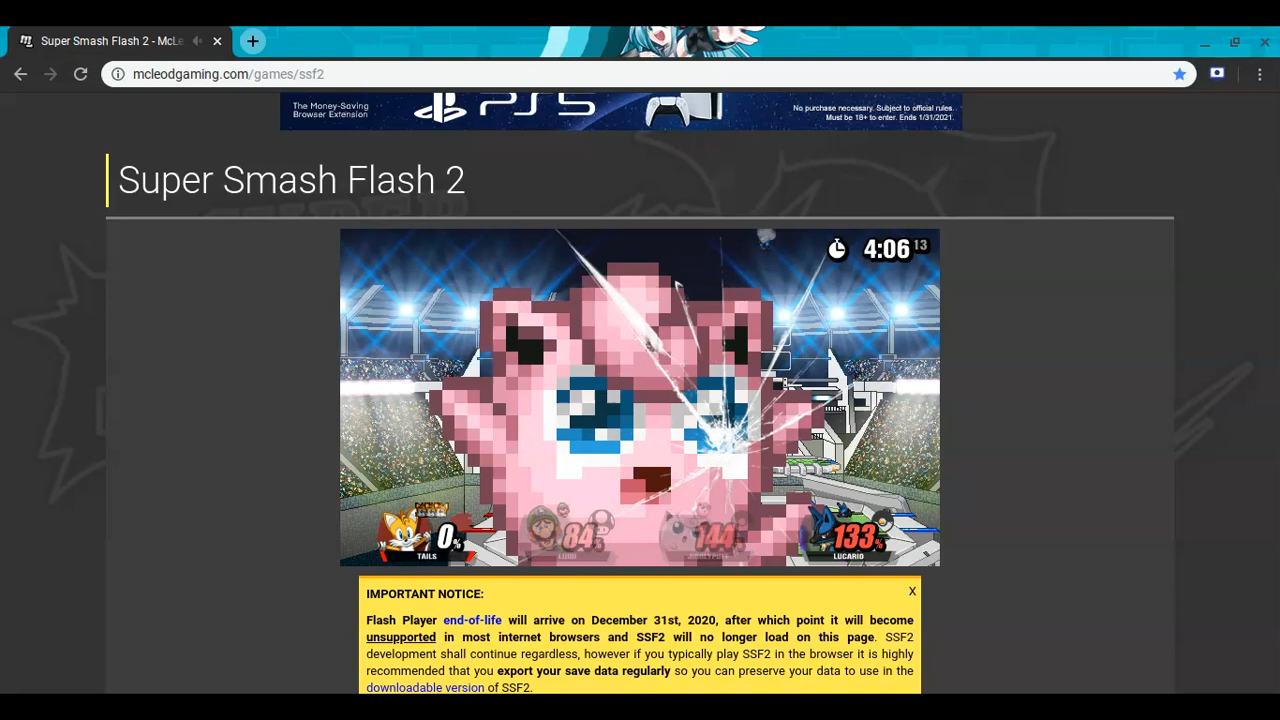 Super Smash Flash 2 - McLe
mcleodgaming.com/games/ssf2
The Money-Saving
Browser Extension
PS5
No purchase necessary. Subject to official rules.
Must be 18+ to enter. Ends 1/31/2021.
Super Smash Flash 2
4:06 13
0%
84%
144%
133%
TAILS
LUIGI
JIGGLYPUFF
LUCARIO
IMPORTANT NOTICE:
X
Flash Player end-of-life will arrive on December 31st, 2020, after which point it will become
unsupported in most internet browsers and SSF2 will no longer load on this page. SSF2
development shall continue regardless, however if you typically play SSF2 in the browser it is highly
recommended that you export your save data regularly so you can preserve your data to use in the
downloadable version of SSF2.